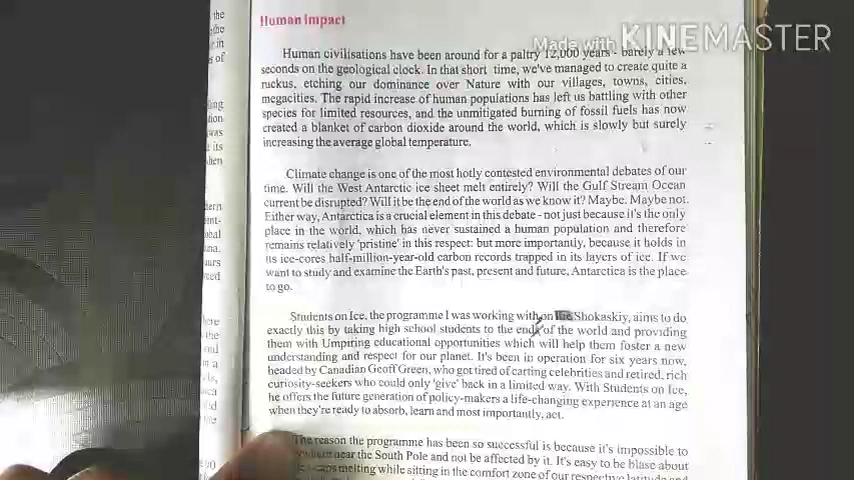 Made with KINEMASTER
Human impact
Human civilisations have been around for a paltry 12,000 years - barely a few
seconds on the geological clock. In that short time, we've managed to create quite a
ruckus, etching our dominance over Nature with our villages, towns, cities,
megacities. The rapid increase of human populations has left us battling with other
species for limited resources, and the unmitigated burning of fossil fuels has now
created a blanket of carbon dioxide around the world, which is slowly but surely
increasing the average global temperature.
Climate change is one of the most hotly contested environmental debates of our
time. Will the West Antarctic ice sheet melt entirely? Will the Gulf Stream Ocean
current be disrupted? Will it be the end of the world as we know it? Maybe. Maybe not.
Either way, Antarctica is a crucial element in this debate - not just because it's the only
place in the world, which has never sustained a human population and therefore
remains relatively 'pristine' in this respect: but more importantly, because it holds in
its ice-cores half-million-year-old carbon records trapped in its layers of ice. If we
want to study and examine the Earth's past, present and future, Antarctica is the place
to go.
Students on Ice, the programme I was working with on the Shokaskiy, aims to do
exactly this by taking high school students to the ends of the world and providing
them with Umpiring educational opportunities which will help them foster a new
understanding and respect for our planet. It's been in operation for six years now,
headed by Canadian Geoff Green, who got tired of carting celebrities and retired, rich
curiosity-seekers who could only 'give' back in a limited way. With Students on Ice,
he offers the future generation of policy-makers a life-changing experience at an age
when they're ready to absorb, learn and most importantly, act.
The reason the programme has been so successful is because it's impossible to
near the South Pole and not be affected by it. It's easy to be blase about
melting while sitting in the comfort zone of our respective latitude and